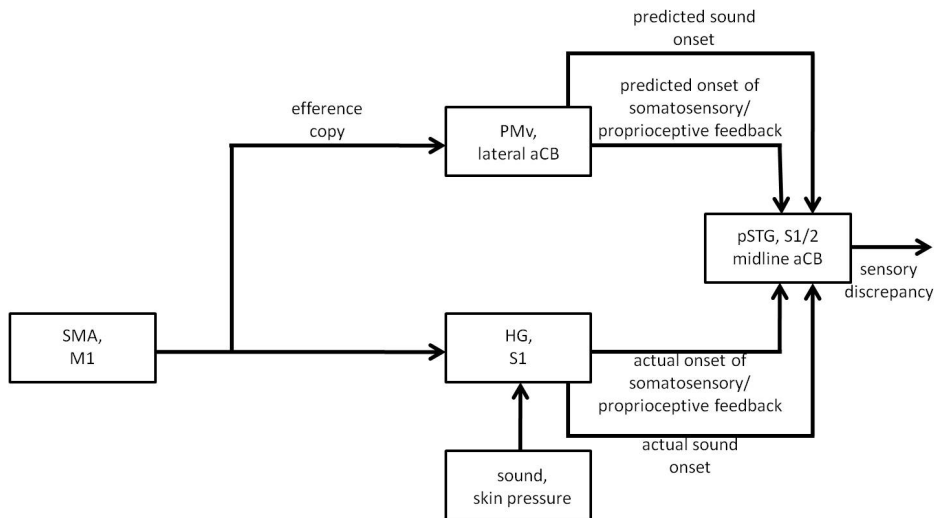 predicted sound
onset
predicted onset of
somatosensory/
proprioceptive feedback
efference
copy
PMv,
lateral aCB
pSTG, S1/2
midline aCB
sensory
discrepancy
SMA,
M1
HG,
S1
actual onset of
somatosensory/
proprioceptive feedback
actual sound
onset
sound,
skin pressure